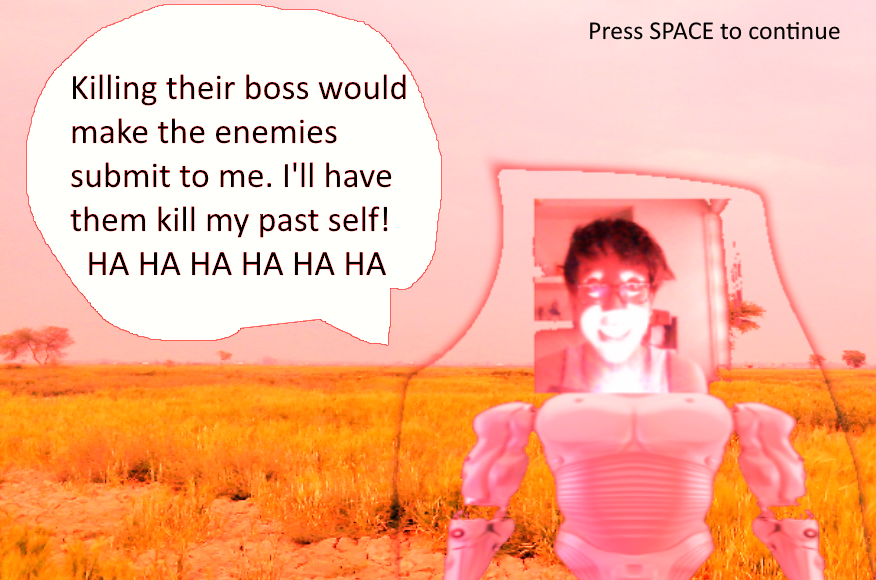 Press SPACE to continue
Killing their boss would
make the enemies
submit to me. I'll have
them kill my past self!
HA HA HA HA HA HA